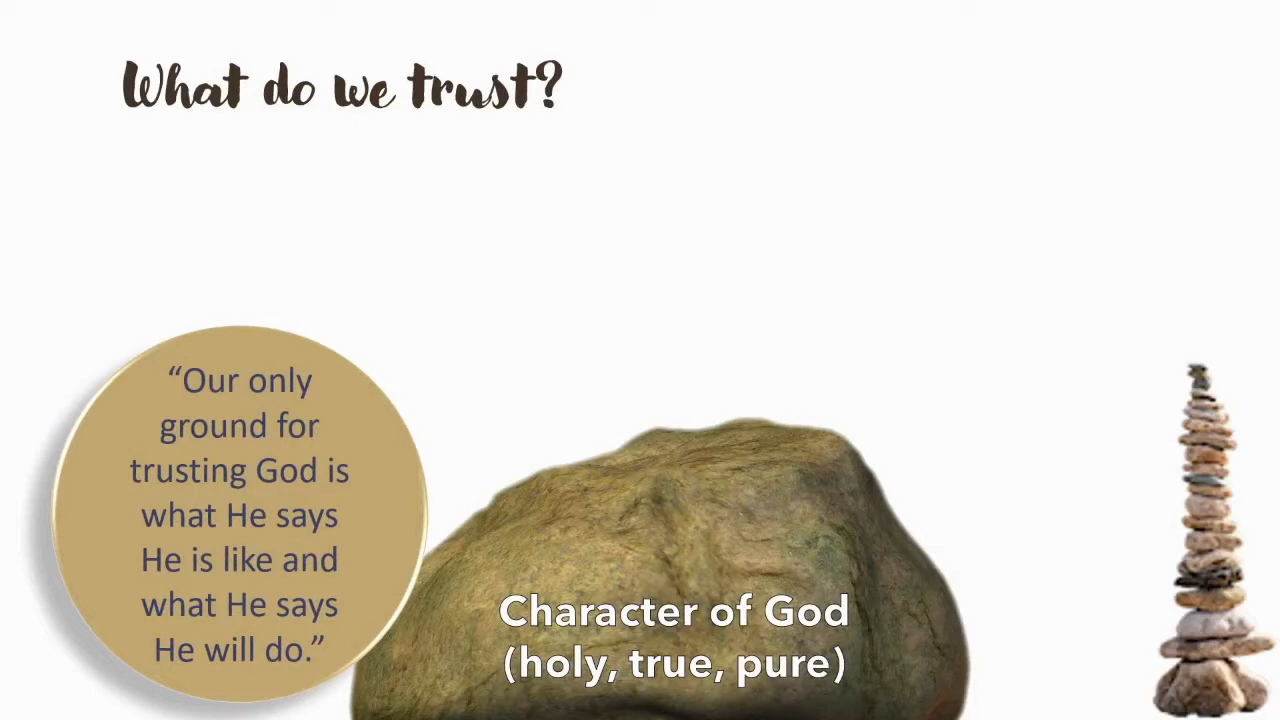 What do we trust?
“Our only
ground for
trusting God is
what He says
He is like and
what He says
He will do.”
Character of God
(holy, true, pure)